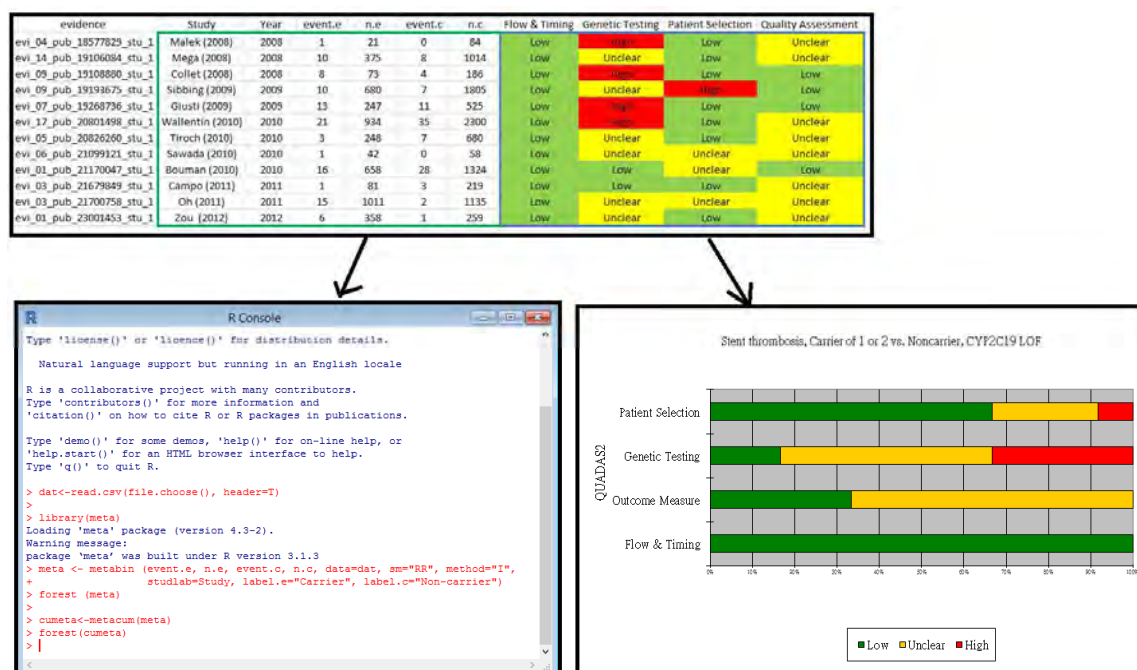 evidence Study Year event.e n.e event.c n.c Flow & Timing Genetic Testing Patient Selection Quality Assessment
evi_04_pub_18577829_stu_1 Malek (2008) 2008 1 21 0 84 Low High Low Unclear
evi_14_pub_19106084_stu_1 Mega (2008) 2008 10 375 8 1014 Low Unclear Low Unclear
evi_09_pub_19108880_stu_1 Collet (2008) 2008 8 73 4 186 Low High Low Low
evi_09_pub_19193675_stu_1 Sibbing (2009) 2009 10 680 7 1805 Low Unclear High Low
evi_07_pub_19268736_stu_1 Giusti (2009) 2009 13 247 11 525 Low High Low Low
evi_17_pub_20801498_stu_1 Wallentin (2010) 2010 21 934 35 2300 Low High Low Unclear
evi_05_pub_20826260_stu_1 Tiroch (2010) 2010 3 248 7 680 Low Unclear Low Unclear
evi_06_pub_21099121_stu_1 Sawada (2010) 2010 1 42 0 58 Low Unclear Unclear Unclear
evi_01_pub_21170047_stu_1 Bouman (2010) 2010 16 658 28 1324 Low Low Unclear Low
evi_03_pub_21679849_stu_1 Campo (2011) 2011 1 81 3 219 Low Low Low Unclear
evi_03_pub_21700758_stu_1 Oh (2011) 2011 15 1011 2 1135 Low Unclear Unclear Unclear
evi_01_pub_23001453_stu_1 Zou (2012) 2012 6 358 1 259 Low Unclear Low Unclear
R R Console
Type 'license()' or 'licence()' for distribution details.
Natural language support but running in an English locale
R is a collaborative project with many contributors.
Type 'contributors()' for more information and
'citation()' on how to cite R or R packages in publications.
Type 'demo()' for some demos, 'help()' for on-line help, or
'help.start()' for an HTML browser interface to help.
Type 'q()' to quit R.
> dat<-read.csv(file.choose(), header=T)
>
> library(meta)
Loading 'meta' package (version 4.3-2).
Warning message:
package ‘meta’ was built under R version 3.1.3
> meta <- metabin (event.e, n.e, event.c, n.c, data=dat, sm="RR", method="I",
+ studlab=Study, label.e="Carrier", label.c="Non-carrier")
> forest (meta)
>
> cumeta<-metacum(meta)
> forest(cumeta)
> |
Stent thrombosis, Carrier of 1 or 2 vs. Noncarrier, CYP2C19 LOF
QUADAS2
Patient Selection
Genetic Testing
Outcome Measure
Flow & Timing
0% 10% 20% 30% 40% 50% 60% 70% 80% 90% 100%
Low Unclear High